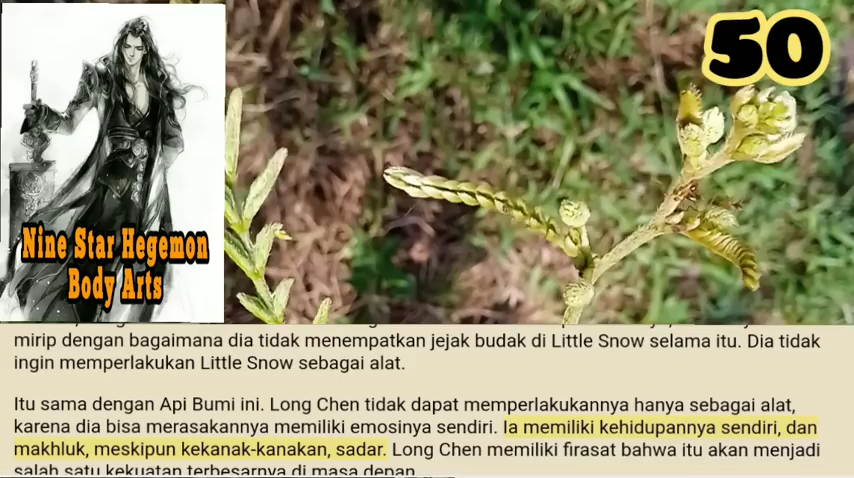 50
Nine Star Hegemon
Body Arts
mirip dengan bagaimana dia tidak menempatkan jejak budak di Little Snow selama itu. Dia tidak
ingin memperlakukan Little Snow sebagai alat.
Itu sama dengan Api Bumi ini. Long Chen tidak dapat memperlakukannya hanya sebagai alat,
karena dia bisa merasakannya memiliki emosinya sendiri. Ia memiliki kehidupannya sendiri, dan
makhluk, meskipun kekanak-kanakan, sadar. Long Chen memiliki firasat bahwa itu akan menjadi
salah satu kekuatan terbesarnya di masa depan